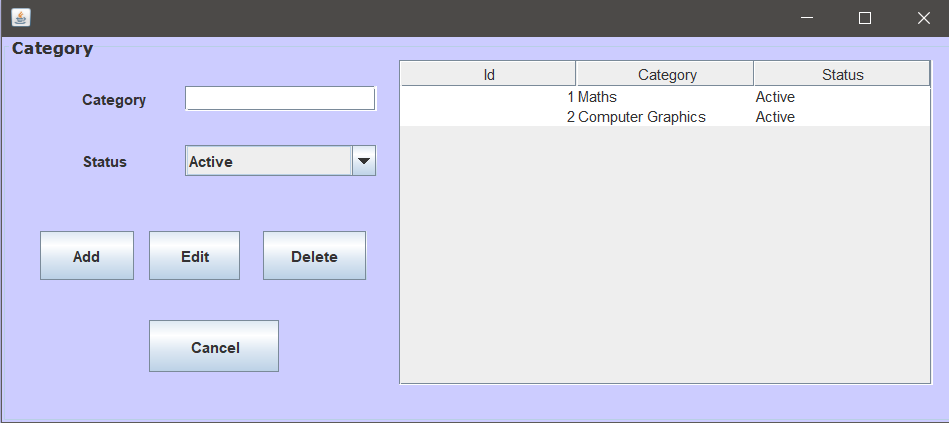 Category
Category
Status
Active
Add Edit Delete
Cancel
Id Category Status
1 Maths Active
2 Computer Graphics Active